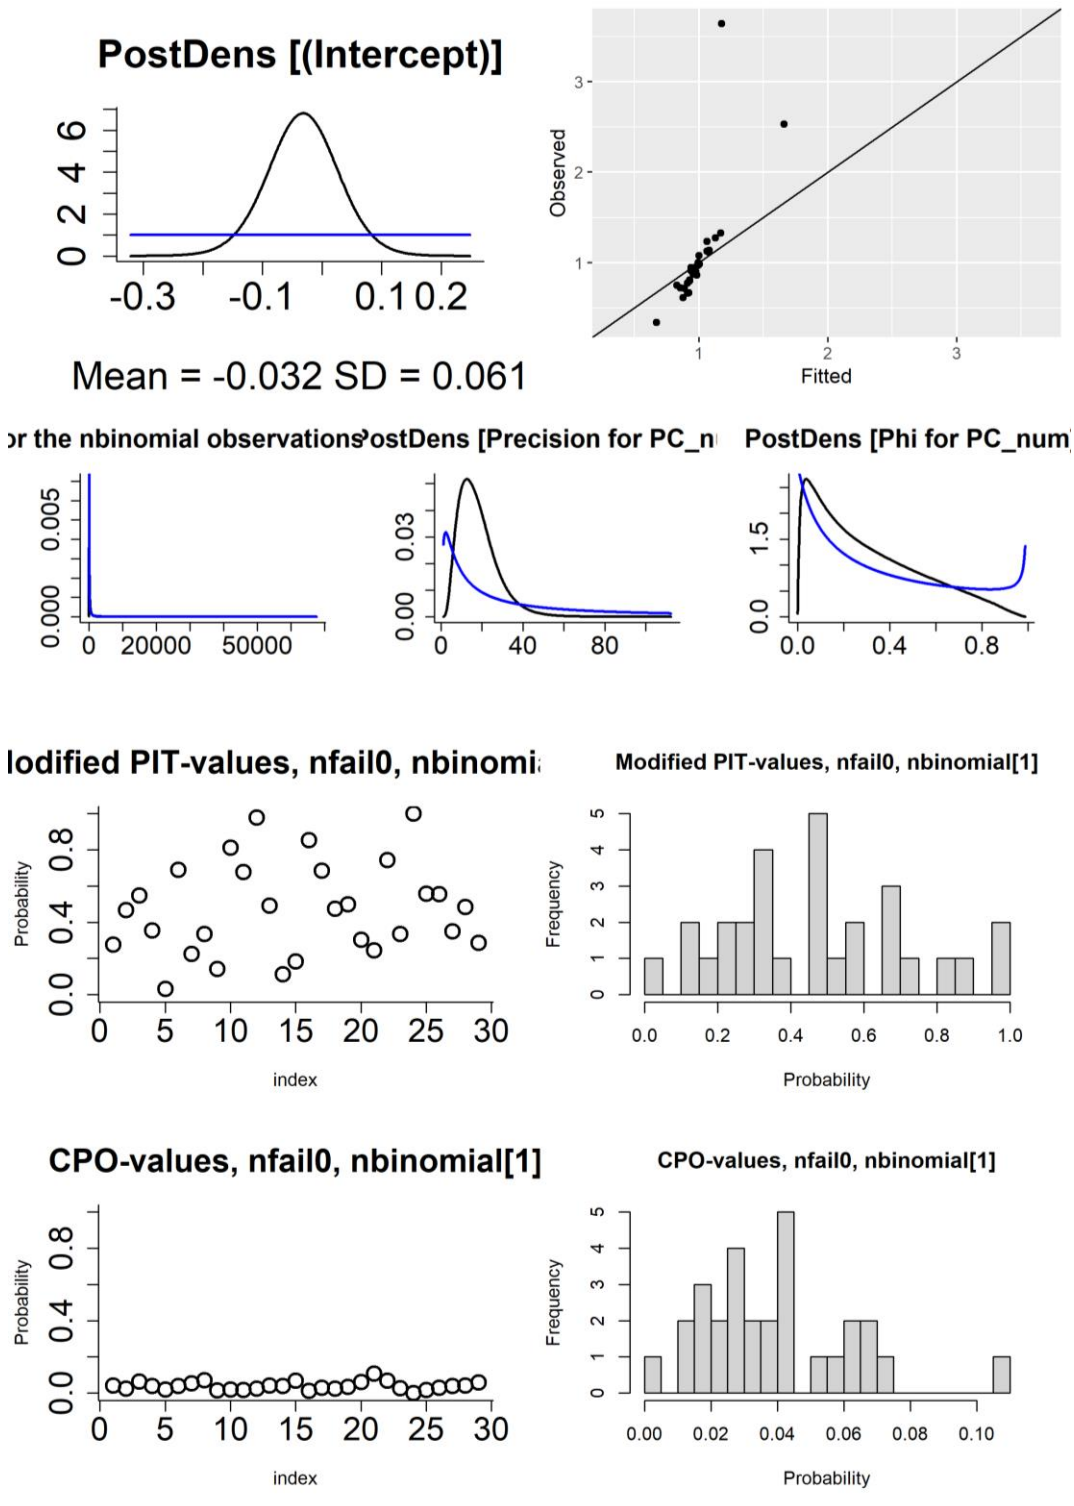 PostDens [(Intercept)]
6
4
2
0
-0.3 -0.1 0.1 0.2
Mean = -0.032 SD = 0.061
Observed
3
2
1
1 2 3
Fitted
or the nbinomial observations
0.005
0.000
0 20000 50000
PostDens [Precision for PC_n
0.03
0.00
0 40 80
PostDens [Phi for PC_num]
1.5
0.0
0.0 0.4 0.8
Modified PIT-values, nfail0, nbinomi
Probability
0.8
0.4
0.0
0 5 10 15 20 25 30
index
Modified PIT-values, nfail0, nbinomial[1]
Frequency
5
4
3
2
1
0
0.0 0.2 0.4 0.6 0.8 1.0
Probability
CPO-values, nfail0, nbinomial[1]
Probability
0.8
0.4
0.0
0 5 10 15 20 25 30
index
CPO-values, nfail0, nbinomial[1]
Frequency
5
4
3
2
1
0
0.00 0.02 0.04 0.06 0.08 0.10
Probability